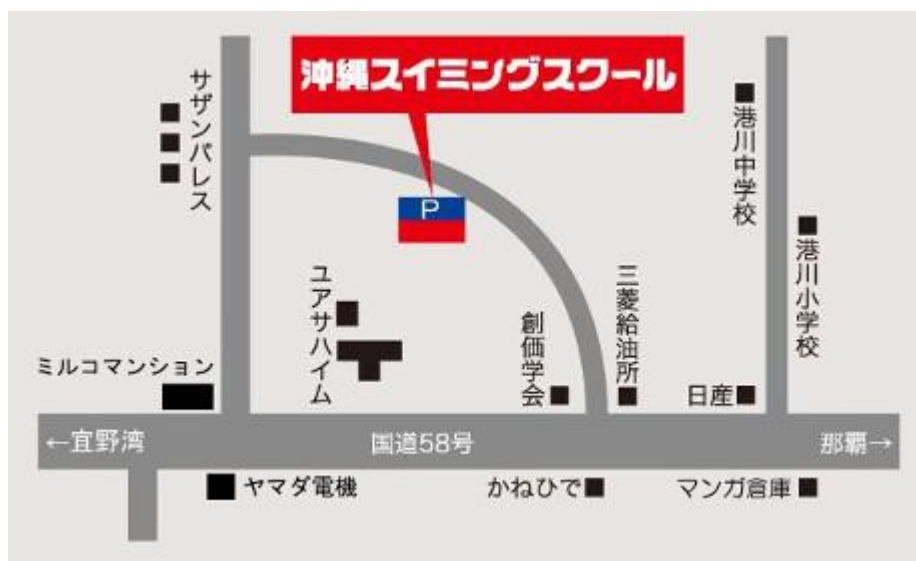 沖縄スイミングスクール
サザンパレス
港川中学校
P
港川小学校
ユアサハイム
三菱給油所
創価学会
ミルコマンション
日産
←宜野湾
国道58号
那覇→
ヤマダ電機
かねひで
マンガ倉庫